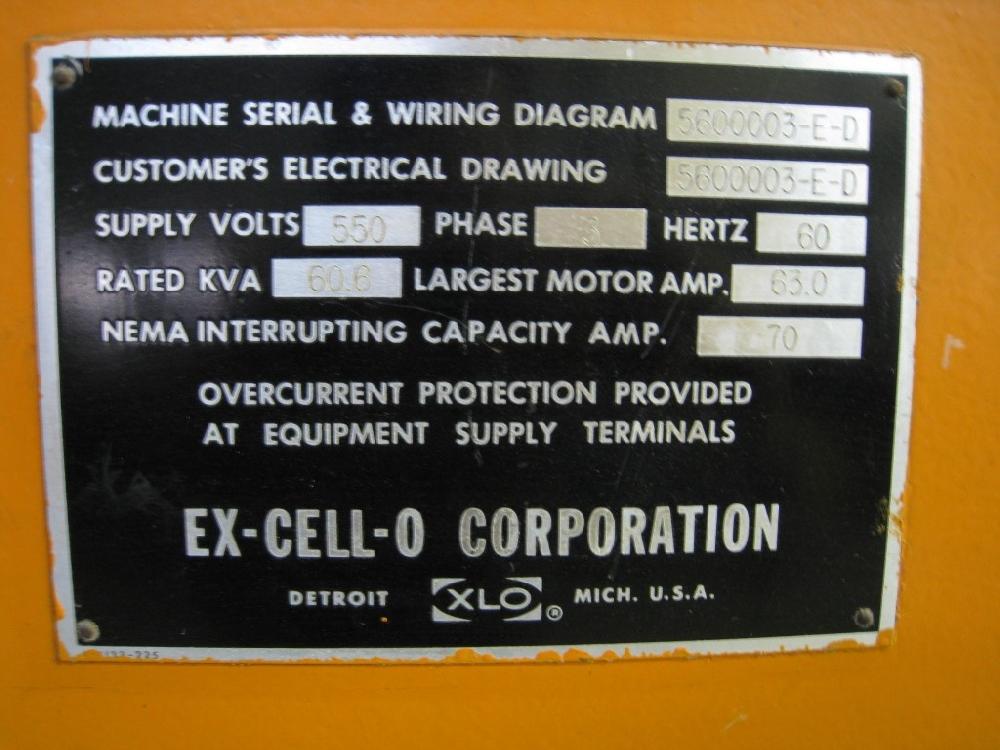 MACHINE SERIAL & WIRING DIAGRAM 5600003-E-D
CUSTOMER'S ELECTRICAL DRAWING 5600003-E-D
SUPPLY VOLTS 550 PHASE 3 HERTZ 60
RATED KVA 60.6 LARGEST MOTOR AMP. 63.0
NEMA INTERRUPTING CAPACITY AMP. 70
OVERCURRENT PROTECTION PROVIDED
AT EQUIPMENT SUPPLY TERMINALS
EX-CELL-O CORPORATION
DETROIT XLO ® MICH. U.S.A.